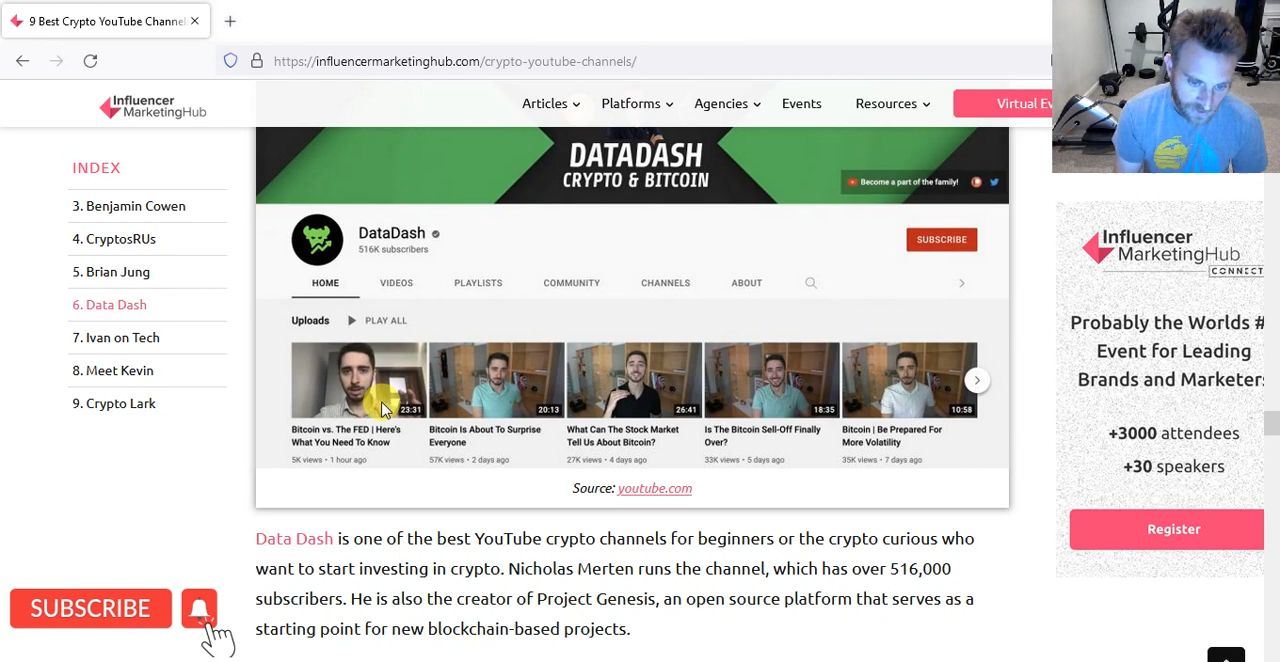 9 Best Crypto YouTube Channe
https://influencermarketinghub.com/crypto-youtube-channels/
Influencer
MarketingHub
Articles
Platforms
Agencies
Events
Resources
Virtual Ev
INDEX
3. Benjamin Cowen
4. CryptosRUs
5. Brian Jung
6. Data Dash
7. Ivan on Tech
8. Meet Kevin
9. Crypto Lark
DATADASH
CRYPTO & BITCOIN
Become a part of the family!
DataDash
516K subscribers
SUBSCRIBE
HOME VIDEOS PLAYLISTS COMMUNITY CHANNELS ABOUT
Uploads PLAY ALL
23:31
20:13
26:41
18:35
10:58
Bitcoin vs. The FED | Here's
What You Need To Know
5K views • 1 hour ago
Bitcoin Is About To Surprise
Everyone
57K views • 2 days ago
What Can The Stock Market
Tell Us About Bitcoin?
27K views • 4 days ago
Is The Bitcoin Sell-Off Finally
Over?
33K views • 5 days ago
Bitcoin | Be Prepared For
More Volatility
35K views • 7 days ago
Source: youtube.com
Data Dash is one of the best YouTube crypto channels for beginners or the crypto curious who
want to start investing in crypto. Nicholas Merten runs the channel, which has over 516,000
subscribers. He is also the creator of Project Genesis, an open source platform that serves as a
starting point for new blockchain-based projects.
Influencer
MarketingHub
CONNECT
Probably the Worlds #
Event for Leading
Brands and Marketers
+3000 attendees
+30 speakers
Register
SUBSCRIBE